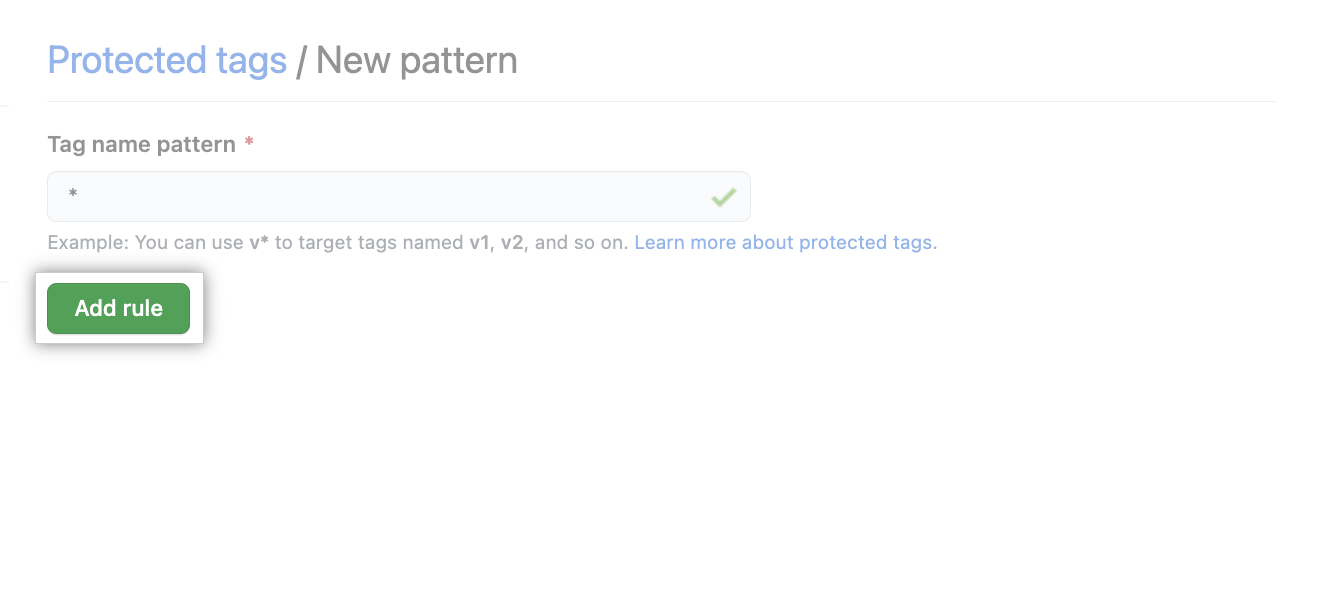 Protected tags / New pattern
Tag name pattern *
*
Example: You can use v* to target tags named v1, v2, and so on. Learn more about protected tags.
Add rule